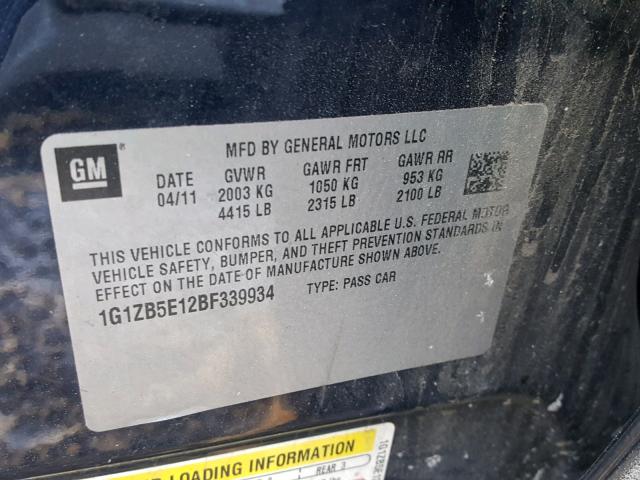 MFD BY GENERAL MOTORS LLC
GM
DATE GVWR GAWR FRT GAWR RR
04/11 2003 KG 1050 KG 953 KG
4415 LB 2315 LB 2100 LB
THIS VEHICLE CONFORMS TO ALL APPLICABLE U.S. FEDERAL MOTOR
VEHICLE SAFETY, BUMPER, AND THEFT PREVENTION STANDARDS IN
EFFECT ON THE DATE OF MANUFACTURE SHOWN ABOVE.
1G1ZB5E12BF339934 TYPE: PASS CAR
LOADING INFORMATION
REAR 3